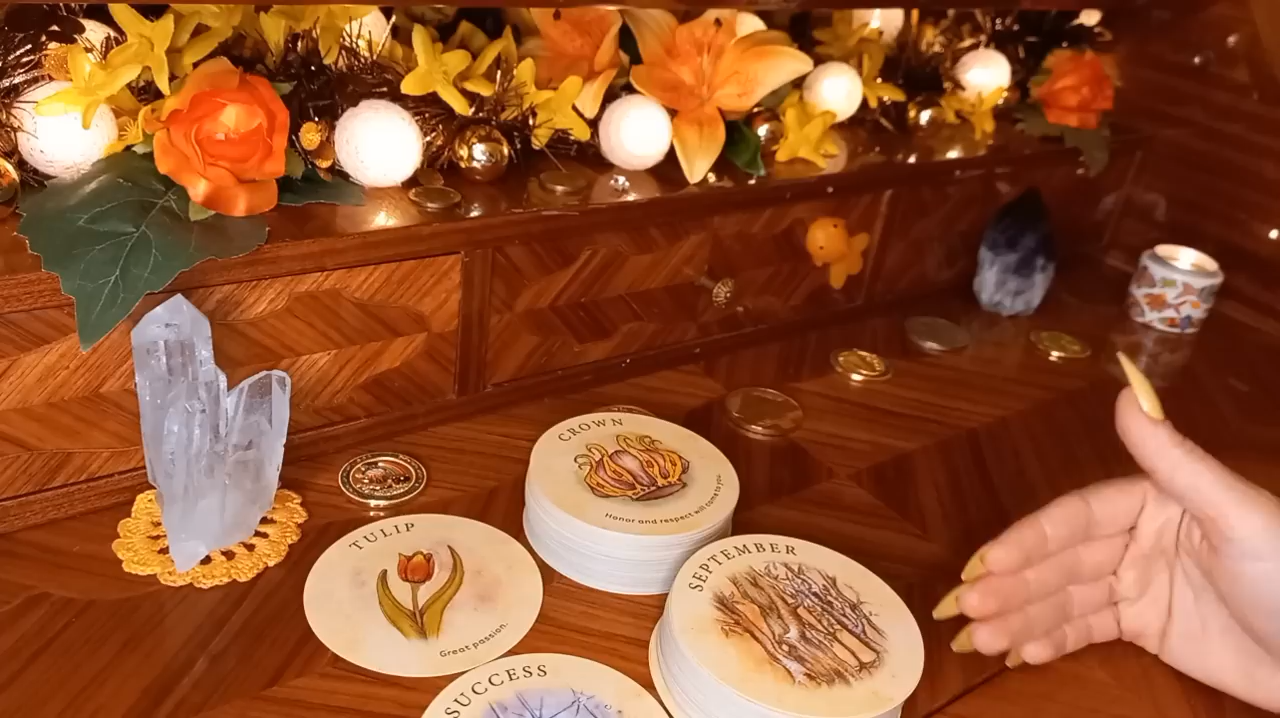 CROWN
Honor and respect will come to you.
SEPTEMBER
TULIP
Great passion.
SUCCESS